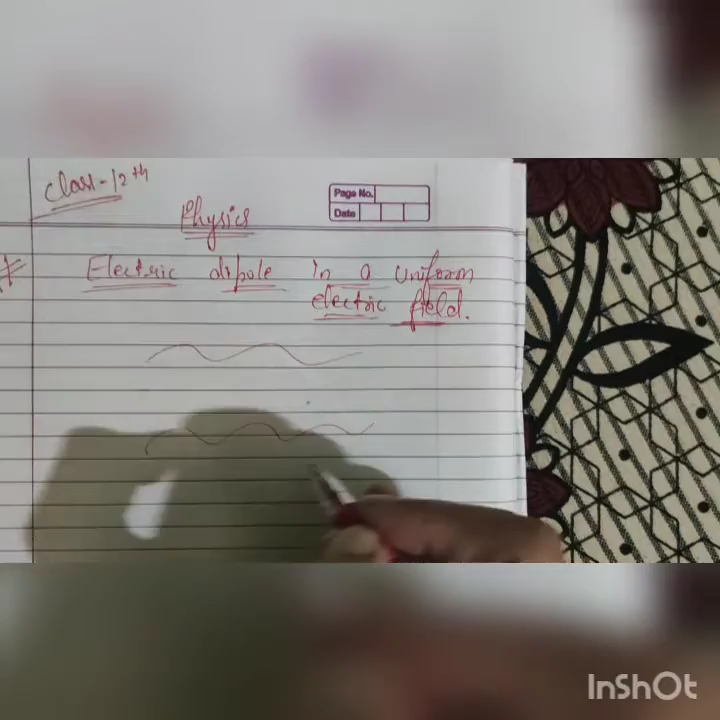 Class-12th
Page No.
Date
Physics
# Electric dipole in a uniform
electric field.
InShOt